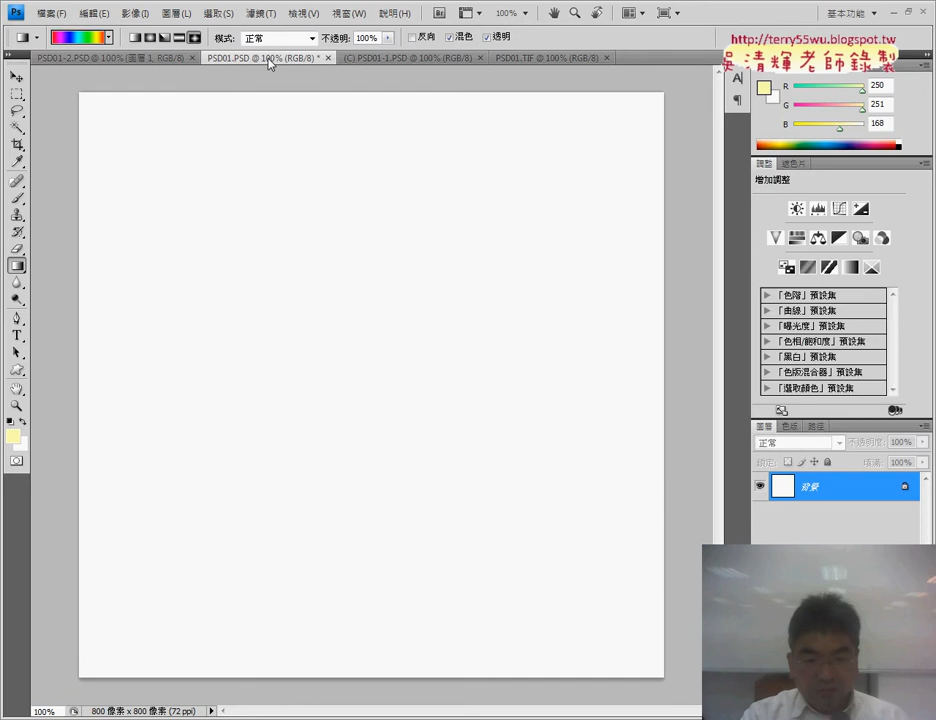 Ps 檔案(F) 編輯(E) 影像(I) 圖層(L) 選取(S) 濾鏡(T) 檢視(V) 視窗(W) 說明(H) Br 100% 基本功能
模式: 正常 不透明: 100% 反向 混色 透明
http://terry55wu.blogspot.tw
吳清輝老師錄製
PSD01-2.PSD @ 100% (圖層 1, RGB/8) PSD01.PSD @ 100% (RGB/8) * (C) PSD01-1.PSD @ 100% (RGB/8) PSD01.TIF @ 100% (RGB/8)
A
R 250
G 251
B 168
調整 遮色片
增加調整
「色階」預設集
「曲線」預設集
「曝光度」預設集
「色相/飽和度」預設集
「黑白」預設集
「色版混合器」預設集
「選取顏色」預設集
圖層 色版 路徑
正常 不透明度: 100%
鎖定: 填滿: 100%
背景
T
100% 800 像素 x 800 像素 (72 ppi)